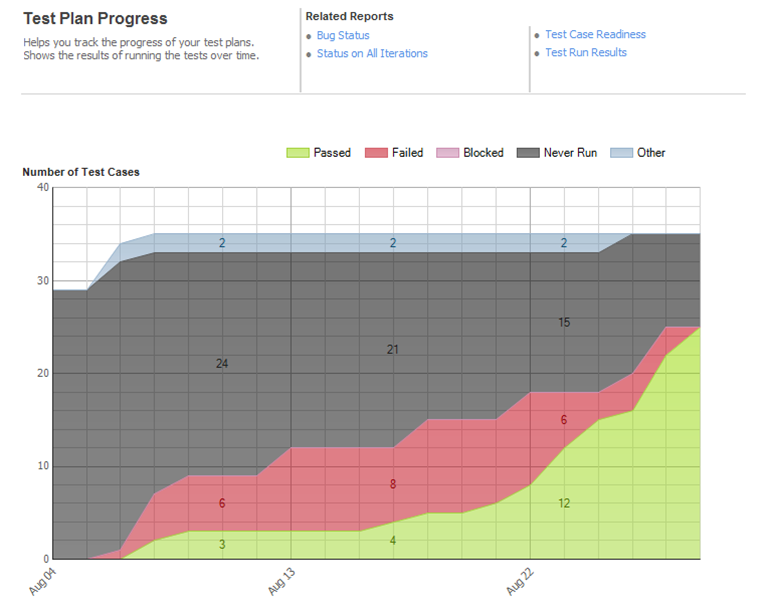 Test Plan Progress
Helps you track the progress of your test plans.
Shows the results of running the tests over time.
Related Reports
Bug Status
Status on All Iterations
Test Case Readiness
Test Run Results
Passed Failed Blocked Never Run Other
Number of Test Cases
40
30
20
10
0
2 2 2
24 21 15
6 8 6
3 4 12
Aug 04 Aug 13 Aug 22